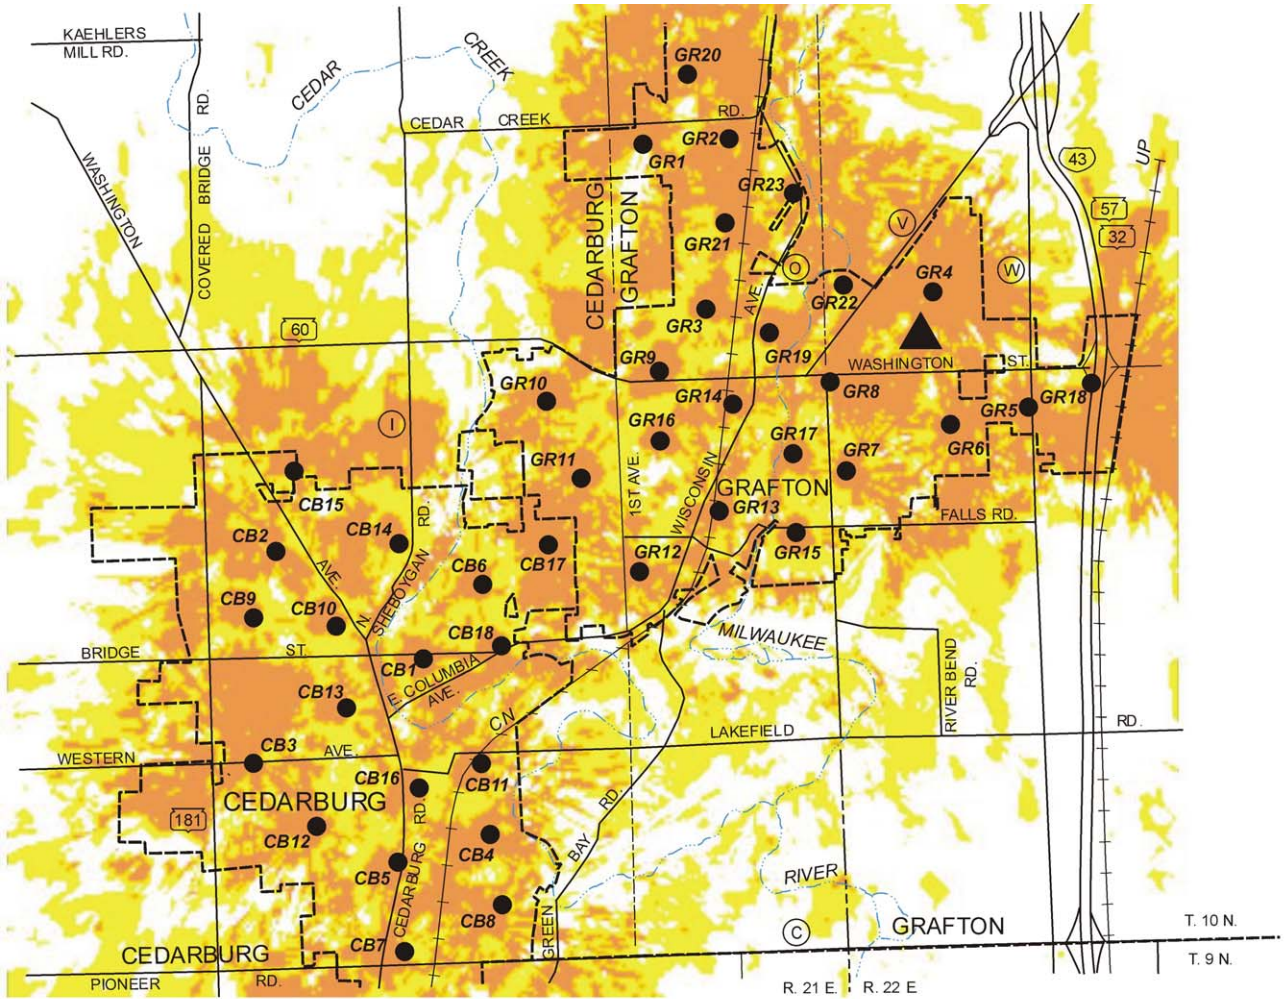 KAEHLERS
MILL RD.
CEDAR
CREEK
GR20
RD.
CEDAR CREEK RD.
GR2
GR1
43
UP
WASHINGTON
COVERED BRIDGE
CEDARBURG
GRAFTON
GR23
57
32
GR21
V
O
W
GR4
GR22
AVE.
GR3
60
GR19
GR9
WASHINGTON ST.
GR10
GR14
GR8
GR5
GR18
I
GR16
GR6
GR17
GR11
GR7
1ST AVE.
WISCONSIN
GRAFTON
CB15
RD.
GR13
FALLS RD.
CB14
CB2
GR15
AVE.
CB6
CB17
GR12
N.
SHEBOYGAN
CB9
CB10
CB18
MILWAUKEE
BRIDGE ST.
CB1
E. COLUMBIA
AVE.
RIVER BEND
RD.
CB13
CN
LAKEFIELD
RD.
CB3
WESTERN AVE.
CB16
CB11
CEDARBURG
RD.
RD.
181
CB12
CB4
BAY
CB5
CEDARBURG
RIVER
CB8
GREEN
CB7
C
GRAFTON
T. 10 N.
CEDARBURG
T. 9 N.
PIONEER RD.
R. 21 E.
R. 22 E